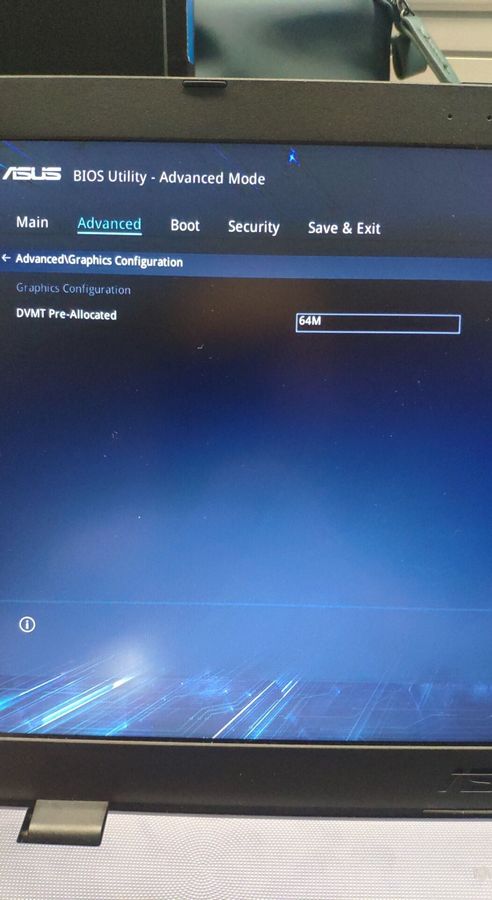 ASUS BIOS Utility - Advanced Mode
Main Advanced Boot Security Save & Exit
← Advanced\Graphics Configuration
Graphics Configuration
DVMT Pre-Allocated 64M